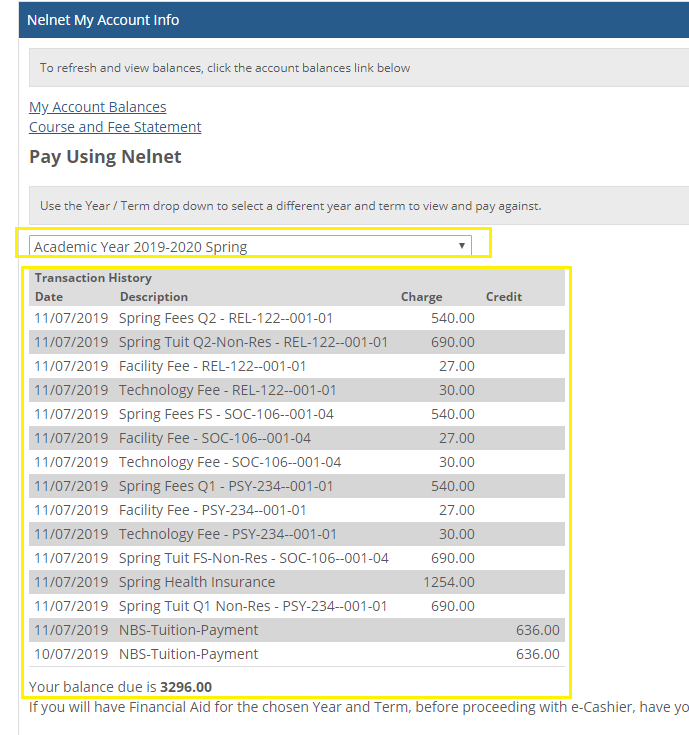 Nelnet My Account Info
To refresh and view balances, click the account balances link below
My Account Balances
Course and Fee Statement
Pay Using Nelnet
Use the Year / Term drop down to select a different year and term to view and pay against.
Academic Year 2019-2020 Spring
Transaction History
Date Description Charge Credit
11/07/2019 Spring Fees Q2 - REL-122--001-01 540.00
11/07/2019 Spring Tuit Q2-Non-Res - REL-122--001-01 690.00
11/07/2019 Facility Fee - REL-122--001-01 27.00
11/07/2019 Technology Fee - REL-122--001-01 30.00
11/07/2019 Spring Fees FS - SOC-106--001-04 540.00
11/07/2019 Facility Fee - SOC-106--001-04 27.00
11/07/2019 Technology Fee - SOC-106--001-04 30.00
11/07/2019 Spring Fees Q1 - PSY-234--001-01 540.00
11/07/2019 Facility Fee - PSY-234--001-01 27.00
11/07/2019 Technology Fee - PSY-234--001-01 30.00
11/07/2019 Spring Tuit FS-Non-Res - SOC-106--001-04 690.00
11/07/2019 Spring Health Insurance 1254.00
11/07/2019 Spring Tuit Q1 Non-Res - PSY-234--001-01 690.00
11/07/2019 NBS-Tuition-Payment 636.00
10/07/2019 NBS-Tuition-Payment 636.00
Your balance due is 3296.00
If you will have Financial Aid for the chosen Year and Term, before proceeding with e-Cashier, have yo